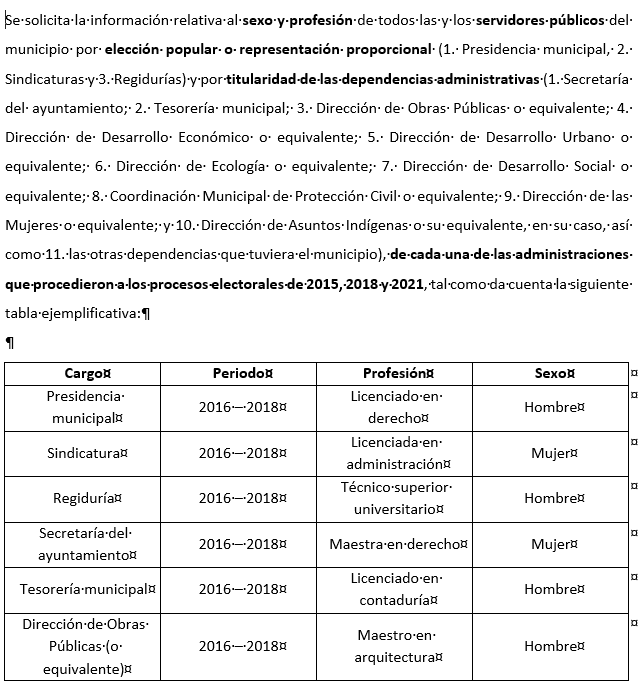 Se solicita la información relativa al sexo y profesión de todos las y los servidores públicos del
municipio por elección popular o representación proporcional (1. Presidencia municipal, 2.
Sindicaturas y 3. Regidurías) y por titularidad de las dependencias administrativas (1. Secretaría
del ayuntamiento; 2. Tesorería municipal; 3. Dirección de Obras Públicas o equivalente; 4.
Dirección de Desarrollo Económico o equivalente; 5. Dirección de Desarrollo Urbano o
equivalente; 6. Dirección de Ecología o equivalente; 7. Dirección de Desarrollo Social o
equivalente; 8. Coordinación Municipal de Protección Civil o equivalente; 9. Dirección de las
Mujeres o equivalente; y 10. Dirección de Asuntos Indígenas o su equivalente, en su caso, así
como 11. las otras dependencias que tuviera el municipio), de cada una de las administraciones
que procedieron a los procesos electorales de 2015, 2018 y 2021, tal como da cuenta la siguiente
tabla ejemplificativa:¶
¶
Cargo¤ Periodo¤ Profesión¤ Sexo¤ ¤
Presidencia municipal¤ 2016 – 2018¤ Licenciado en derecho¤ Hombre¤ ¤
Sindicatura¤ 2016 – 2018¤ Licenciada en administración¤ Mujer¤ ¤
Regiduría¤ 2016 – 2018¤ Técnico superior universitario¤ Hombre¤ ¤
Secretaría del ayuntamiento¤ 2016 – 2018¤ Maestra en derecho¤ Mujer¤ ¤
Tesorería municipal¤ 2016 – 2018¤ Licenciado en contaduría¤ Hombre¤ ¤
Dirección de Obras Públicas (o equivalente)¤ 2016 – 2018¤ Maestro en arquitectura¤ Hombre¤ ¤